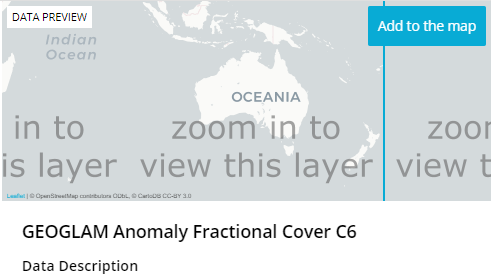 DATA PREVIEW
Add to the map
Indian
Ocean
OCEANIA
in to zoom in to zoo
is layer view this layer view t
Leaflet | © OpenStreetMap contributors ODbL, © CartoDB CC-BY 3.0
GEOGLAM Anomaly Fractional Cover C6
Data Description